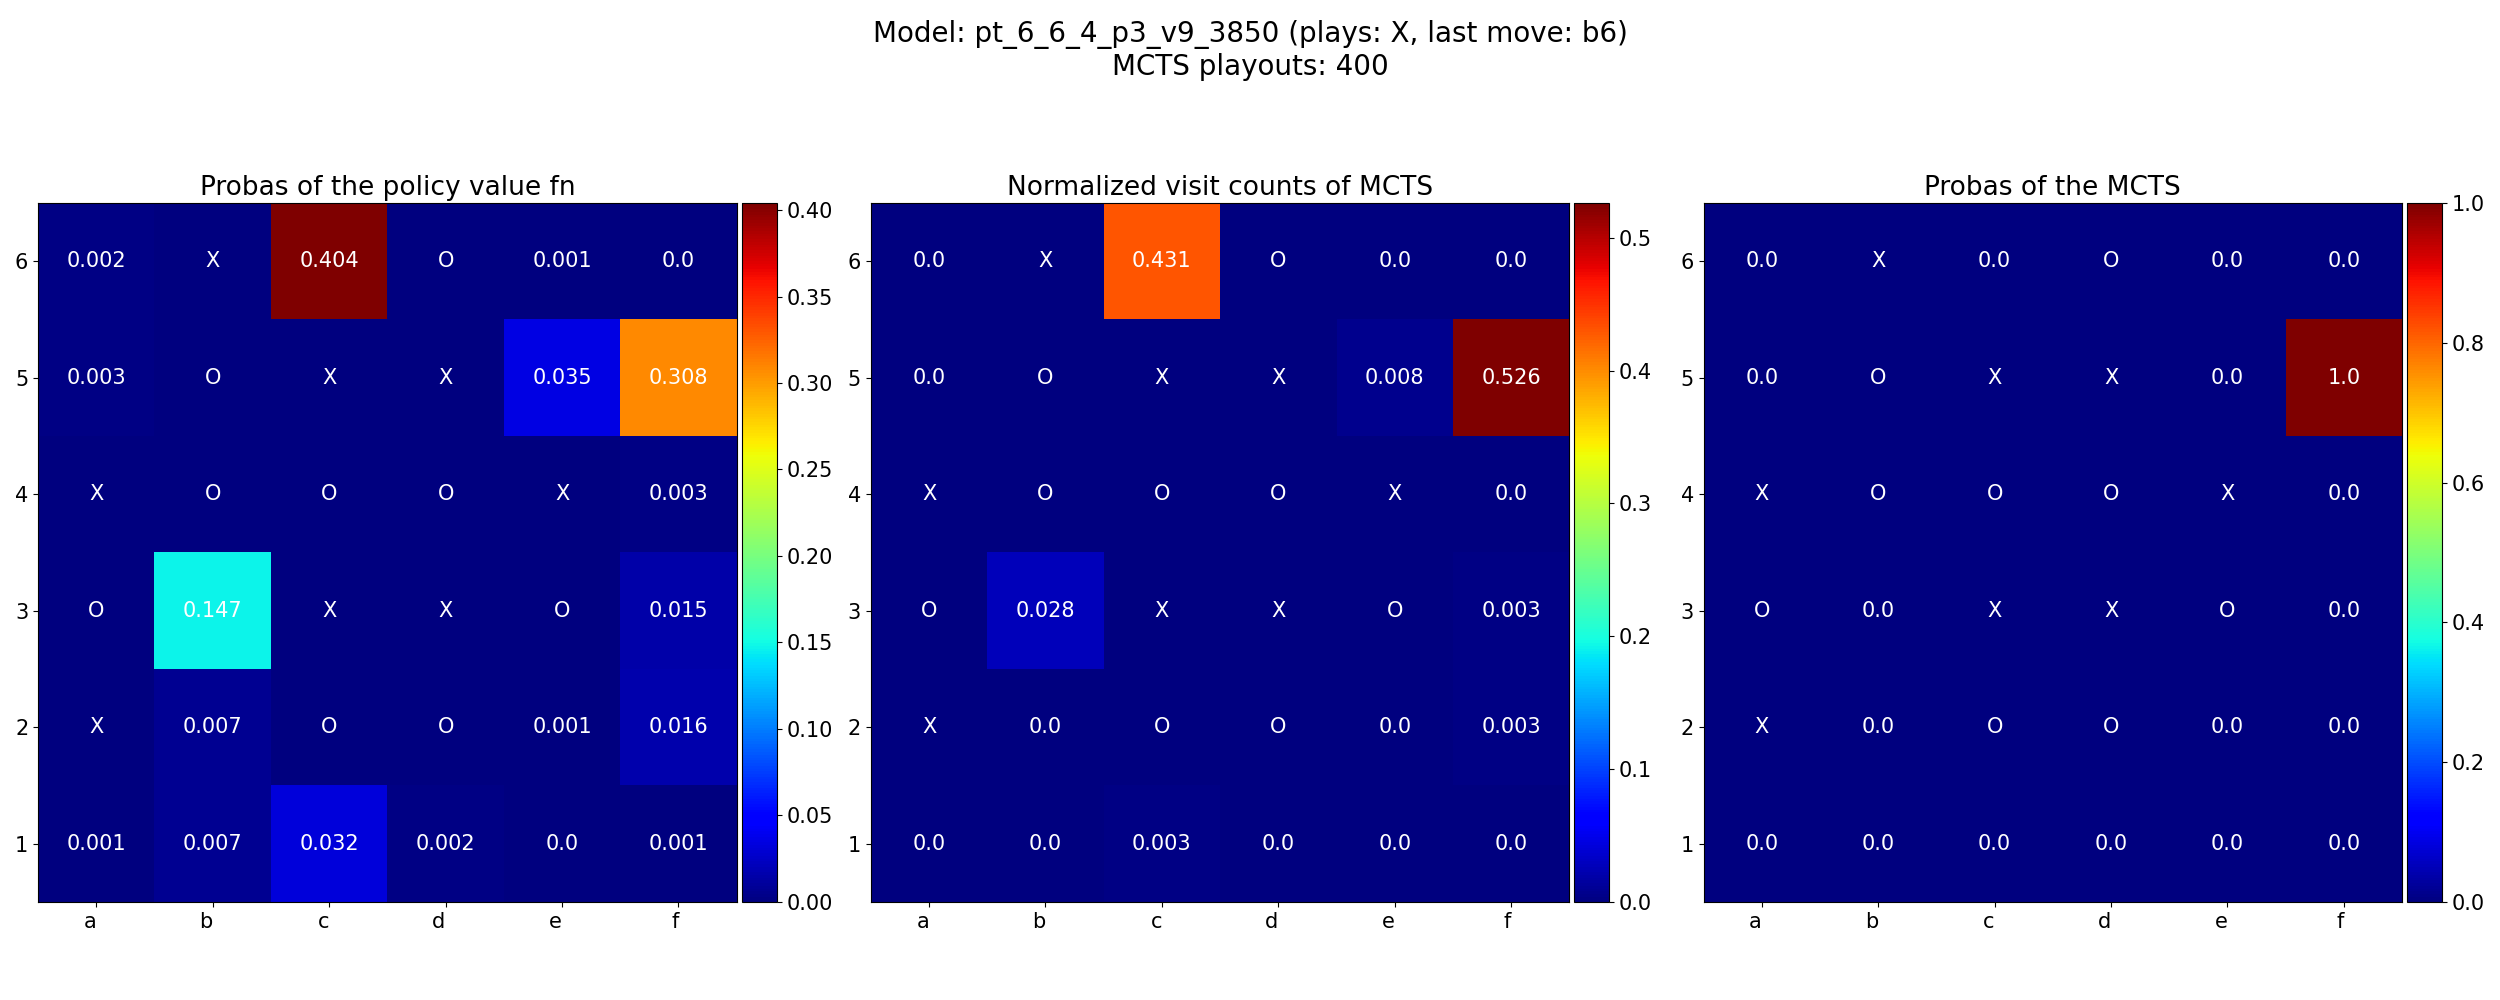 Model: pt_6_6_4_p3_v9_3850 (plays: X, last move: b6)
MCTS playouts: 400
Probas of the policy value fn
6 0.002 X 0.404 O 0.001 0.0
5 0.003 O X X 0.035 0.308
4 X O O O X 0.003
3 O 0.147 X X O 0.015
2 X 0.007 O O 0.001 0.016
1 0.001 0.007 0.032 0.002 0.0 0.001
a b c d e f
0.40
0.35
0.30
0.25
0.20
0.15
0.10
0.05
0.00
Normalized visit counts of MCTS
6 0.0 X 0.431 O 0.0 0.0
5 0.0 O X X 0.008 0.526
4 X O O O X 0.0
3 O 0.028 X X O 0.003
2 X 0.0 O O 0.0 0.003
1 0.0 0.0 0.003 0.0 0.0 0.0
a b c d e f
0.5
0.4
0.3
0.2
0.1
0.0
Probas of the MCTS
6 0.0 X 0.0 O 0.0 0.0
5 0.0 O X X 0.0 1.0
4 X O O O X 0.0
3 O 0.0 X X O 0.0
2 X 0.0 O O 0.0 0.0
1 0.0 0.0 0.0 0.0 0.0 0.0
a b c d e f
1.0
0.8
0.6
0.4
0.2
0.0